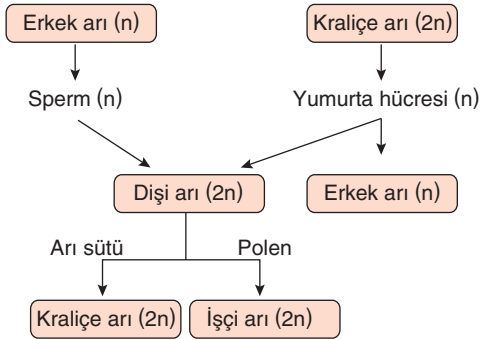 Erkek arı (n)
Kraliçe arı (2n)
Sperm (n)
Yumurta hücresi (n)
Dişi arı (2n)
Erkek arı (n)
Arı sütü
Polen
Kraliçe arı (2n)
İşçi arı (2n)